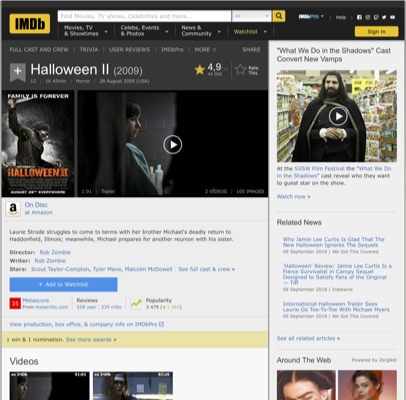 IMDb
Find Movies, TV shows, Celebrities and more...
All
IMDbPro
Help
Movies, TV
& Showtimes
Celebs, Events
& Photos
News &
Community
Watchlist
Sign in
FULL CAST AND CREW | TRIVIA | USER REVIEWS | IMDbPro | MORE
SHARE
+
Halloween II (2009)
12 | 1h 45min | Horror | 28 August 2009 (USA)
4,9
Rate
This
FAMILY IS FOREVER
HALLOWEEN II
1:01 | Trailer
2 VIDEOS | 105 IMAGES
a
On Disc
at Amazon
Laurie Strode struggles to come to terms with her brother Michael's deadly return to
Haddonfield, Illinois; meanwhile, Michael prepares for another reunion with his sister.
Director: Rob Zombie
Writer: Rob Zombie
Stars: Scout Taylor-Compton, Tyler Mane, Malcolm McDowell | See full cast & crew »
+ Add to Watchlist
35
Metascore
From metacritic.com
Reviews
528 user | 235 critic
Popularity
3 479
View production, box office, & company info on IMDbPro
1 win & 1 nomination. See more awards »
Videos
"What We Do in the Shadows" Cast
Convert New Vamps
At the SXSW Film Festival the "What We Do
in the Shadows" cast reveal who they want
to guest star on the show.
Watch now »
Related News
Why Jamie Lee Curtis Is Glad That The
New Halloween Ignores The Sequels
09 September 2018 | We Got This Covered
'Halloween' Review: Jamie Lee Curtis Is a
Fierce Survivalist in Campy Sequel
Designed to Satisfy Fans of the Original
— Tiff
09 September 2018 | Indiewire
International Halloween Trailer Sees
Laurie Go Toe-To-Toe With Michael Myers
06 September 2018 | We Got This Covered
See all related articles »
Around The Web
Powered by ZergNet